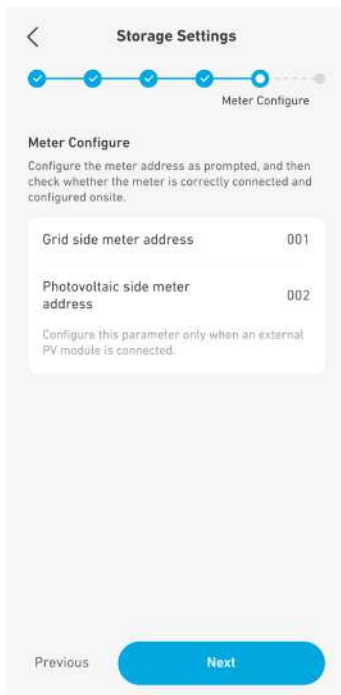 Storage Settings
Meter Configure
Meter Configure
Configure the meter address as prompted, and then
check whether the meter is correctly connected and
configured onsite.
Grid side meter address 001
Photovoltaic side meter
address 002
Configure this parameter only when an external
PV module is connected.
Previous Next